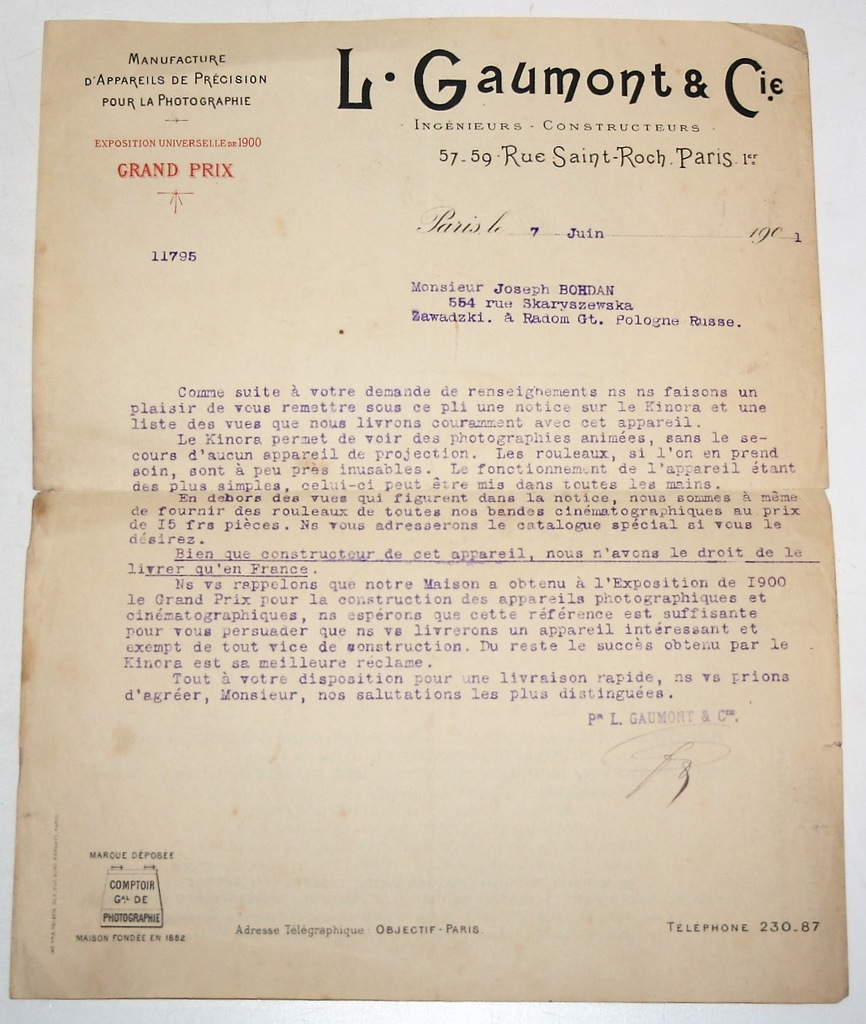 MANUFACTURE
D'APPAREILS DE PRÉCISION
POUR LA PHOTOGRAPHIE
EXPOSITION UNIVERSELLE DE 1900
GRAND PRIX
L. Gaumont & Cie
INGÉNIEURS - CONSTRUCTEURS
57-59 Rue Saint-Roch. Paris. 1er
Paris, le 7 Juin 1901
11795
Monsieur Joseph BOHDAN
554 rue Skaryszewska
Zawadzki. à Radom Gt. Pologne Russe.
Comme suite à votre demande de renseignements ns ns faisons un
plaisir de vous remettre sous ce pli une notice sur le Kinora et une
liste des vues que nous livrons couramment avec cet appareil.
Le Kinora permet de voir des photographies animées, sans le se-
cours d'aucun appareil de projection. Les rouleaux, si l'on en prend
soin, sont à peu près inusables. Le fonctionnement de l'appareil étant
des plus simples, celui-ci peut être mis dans toutes les mains.
En dehors des vues qui figurent dans la notice, nous sommes à même
de fournir des rouleaux de toutes nos bandes cinématographiques au prix
de I5 frs pièces. Ns vous adresserons le catalogue spécial si vous le
désirez.
Bien que constructeur de cet appareil, nous n'avons le droit de le
livrer qu'en France.
Ns vs rappelons que notre Maison a obtenu à l'Exposition de I900
le Grand Prix pour la construction des appareils photographiques et
cinématographiques, ns espérons que cette référence est suffisante
pour vous persuader que ns vs livrerons un appareil intéressant et
exempt de tout vice de construction. Du reste le succès obtenu par le
Kinora est sa meilleure réclame.
Tout à votre disposition pour une livraison rapide, ns vs prions
d'agréer, Monsieur, nos salutations les plus distinguées.
Pr L. GAUMONT & Cie.
MARQUE DÉPOSÉE
COMPTOIR
GAL DE
PHOTOGRAPHIE
MAISON FONDÉE EN 1882
Adresse Télégraphique : OBJECTIF-PARIS.
TÉLÉPHONE 230-87